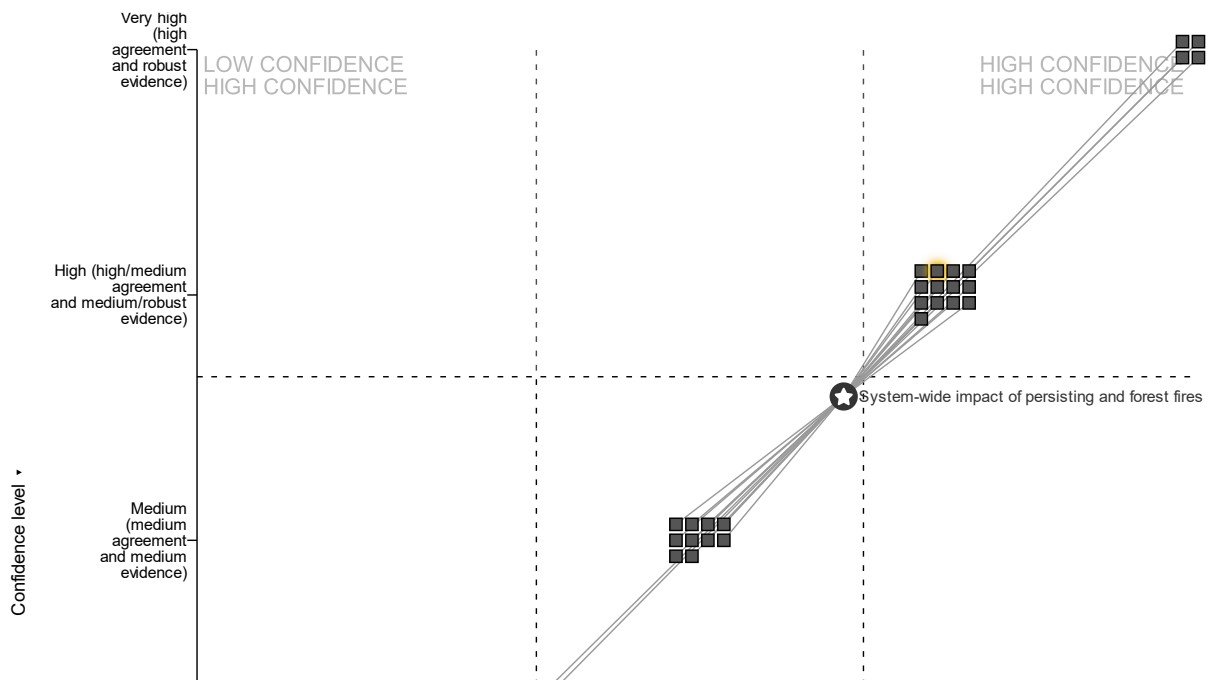 Very high
(high
agreement
and robust
evidence)
LOW CONFIDENCE
HIGH CONFIDENCE
HIGH CONFIDENCE
HIGH CONFIDENCE
High (high/medium
agreement
and medium/robust
evidence)
System-wide impact of persisting and forest fires
Medium
(medium
agreement
and medium
evidence)
Confidence level